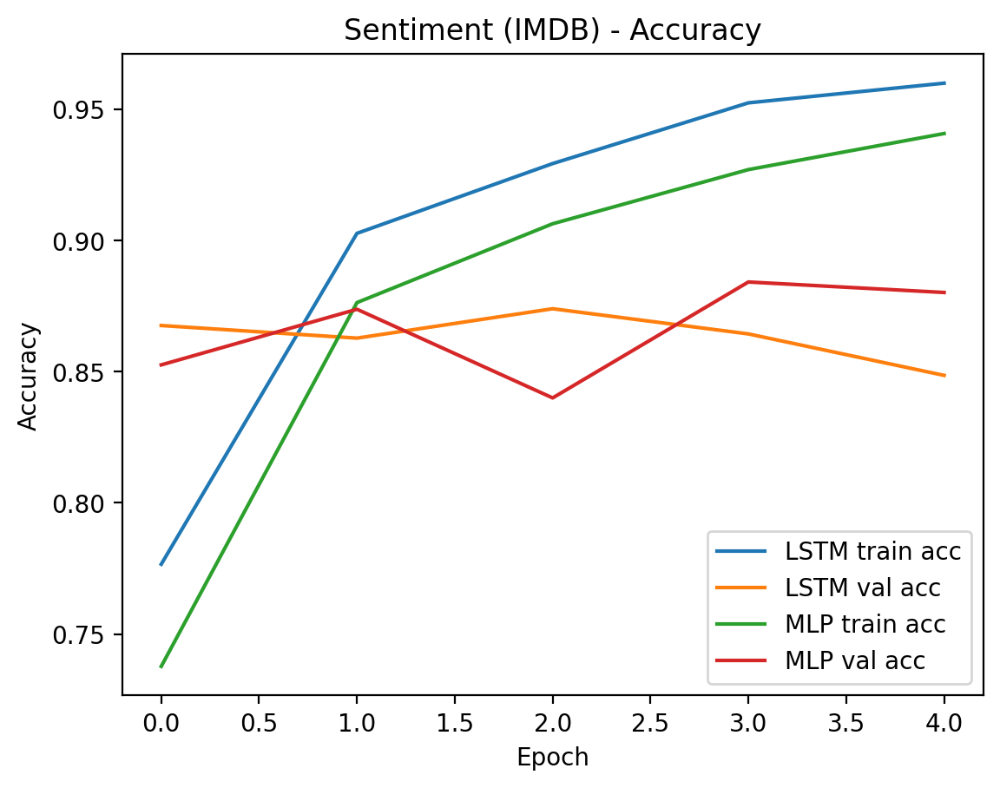 Sentiment (IMDB) - Accuracy
Accuracy
0.95
0.90
0.85
0.80
0.75
LSTM train acc
LSTM val acc
MLP train acc
MLP val acc
0.0 0.5 1.0 1.5 2.0 2.5 3.0 3.5 4.0
Epoch